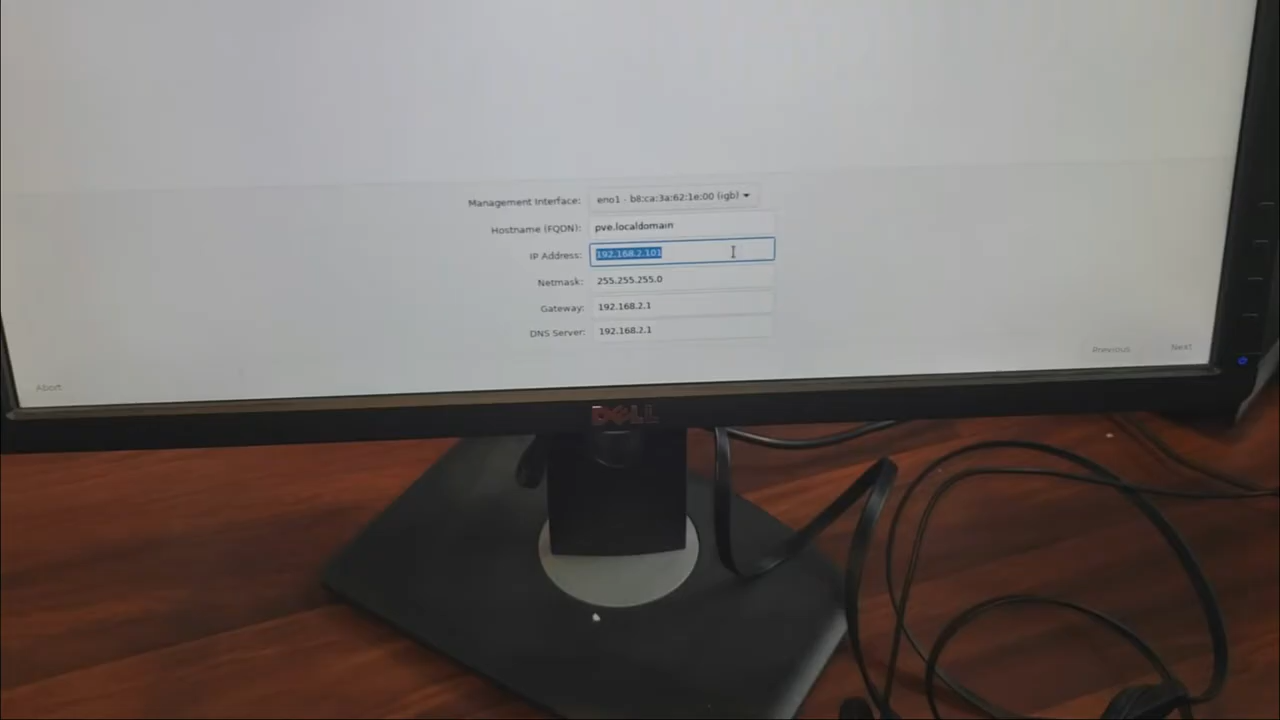 Management Interface: eno1 - b8:ca:3a:62:1e:00 (igb)
Hostname (FQDN): pve.localdomain
IP Address: 192.168.2.101
Netmask: 255.255.255.0
Gateway: 192.168.2.1
DNS Server: 192.168.2.1
Abort Previous Next
DELL